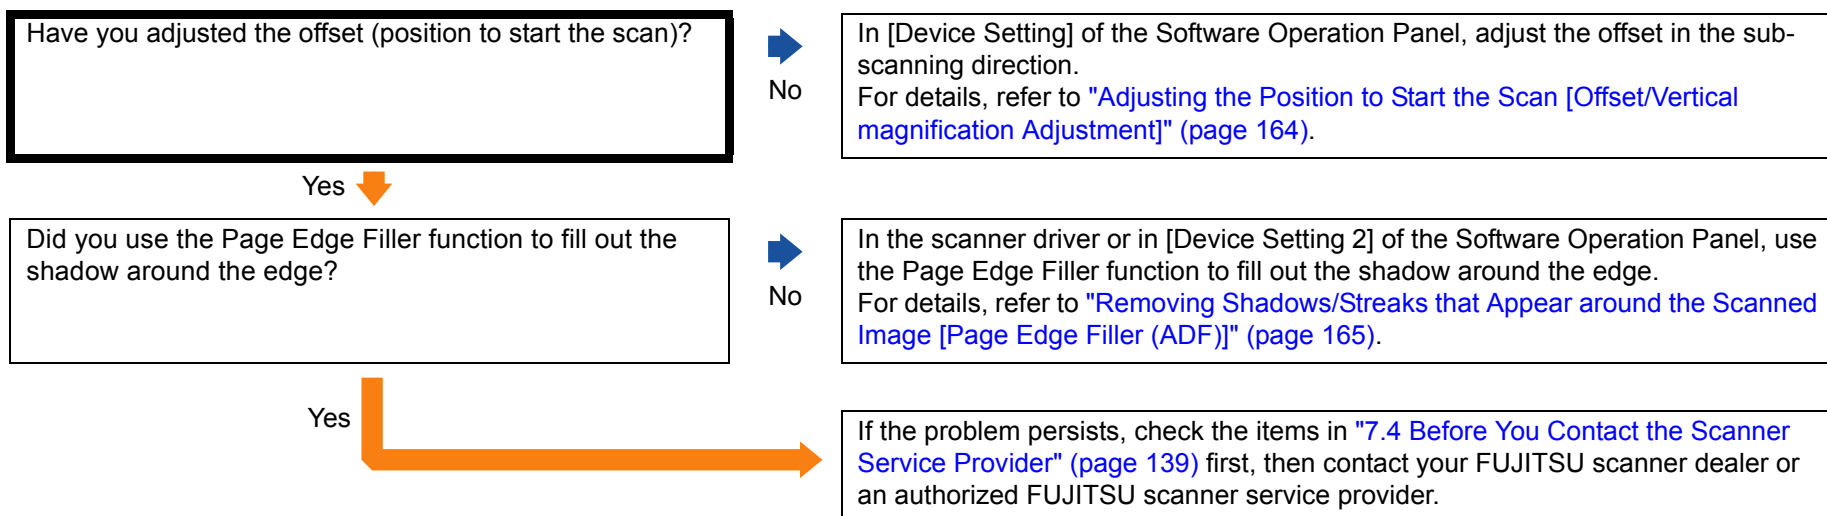 Have you adjusted the offset (position to start the scan)?
No
In [Device Setting] of the Software Operation Panel, adjust the offset in the sub-
scanning direction.
For details, refer to "Adjusting the Position to Start the Scan [Offset/Vertical
magnification Adjustment]" (page 164).
Yes
Did you use the Page Edge Filler function to fill out the
shadow around the edge?
No
In the scanner driver or in [Device Setting 2] of the Software Operation Panel, use
the Page Edge Filler function to fill out the shadow around the edge.
For details, refer to "Removing Shadows/Streaks that Appear around the Scanned
Image [Page Edge Filler (ADF)]" (page 165).
Yes
If the problem persists, check the items in "7.4 Before You Contact the Scanner
Service Provider" (page 139) first, then contact your FUJITSU scanner dealer or
an authorized FUJITSU scanner service provider.